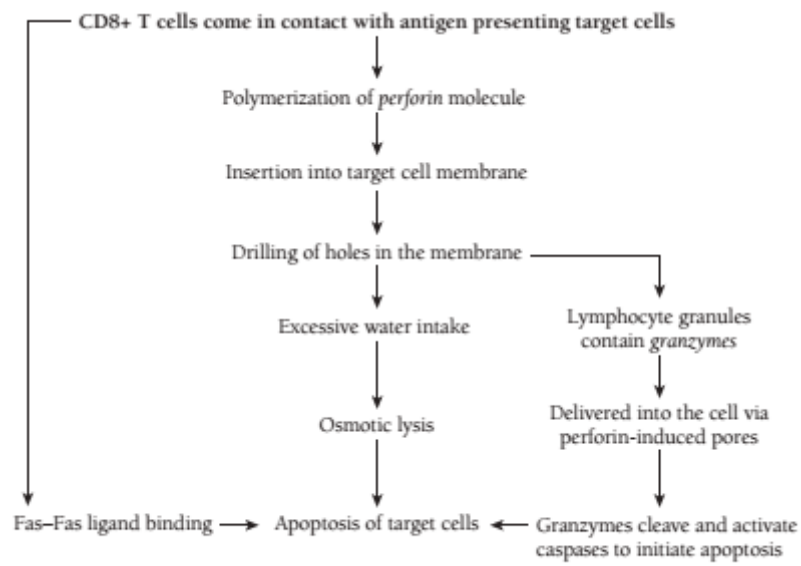 CD8+ T cells come in contact with antigen presenting target cells
Polymerization of perforin molecule
Insertion into target cell membrane
Drilling of holes in the membrane
Excessive water intake
Lymphocyte granules
contain granzymes
Osmotic lysis
Delivered into the cell via
perforin-induced pores
Fas–Fas ligand binding
Apoptosis of target cells
Granzymes cleave and activate
caspases to initiate apoptosis